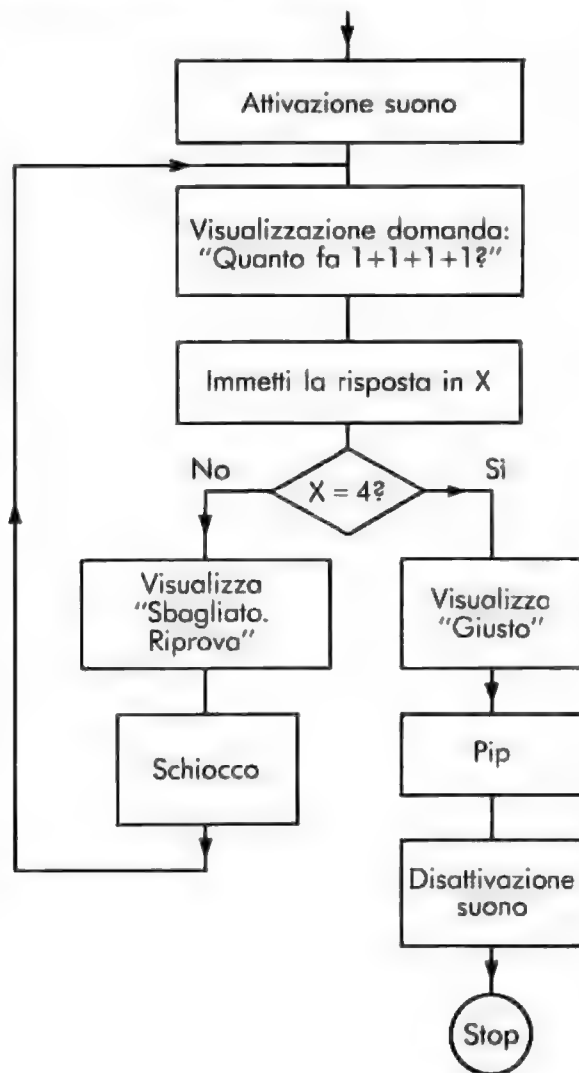 Attivazione suono
Visualizzazione domanda:
"Quanto fa 1+1+1+1?"
Immetti la risposta in X
X = 4?
No
Sì
Visualizza
"Sbagliato.
Riprova"
Schiocco
Visualizza
"Giusto"
Pip
Disattivazione
suono
Stop